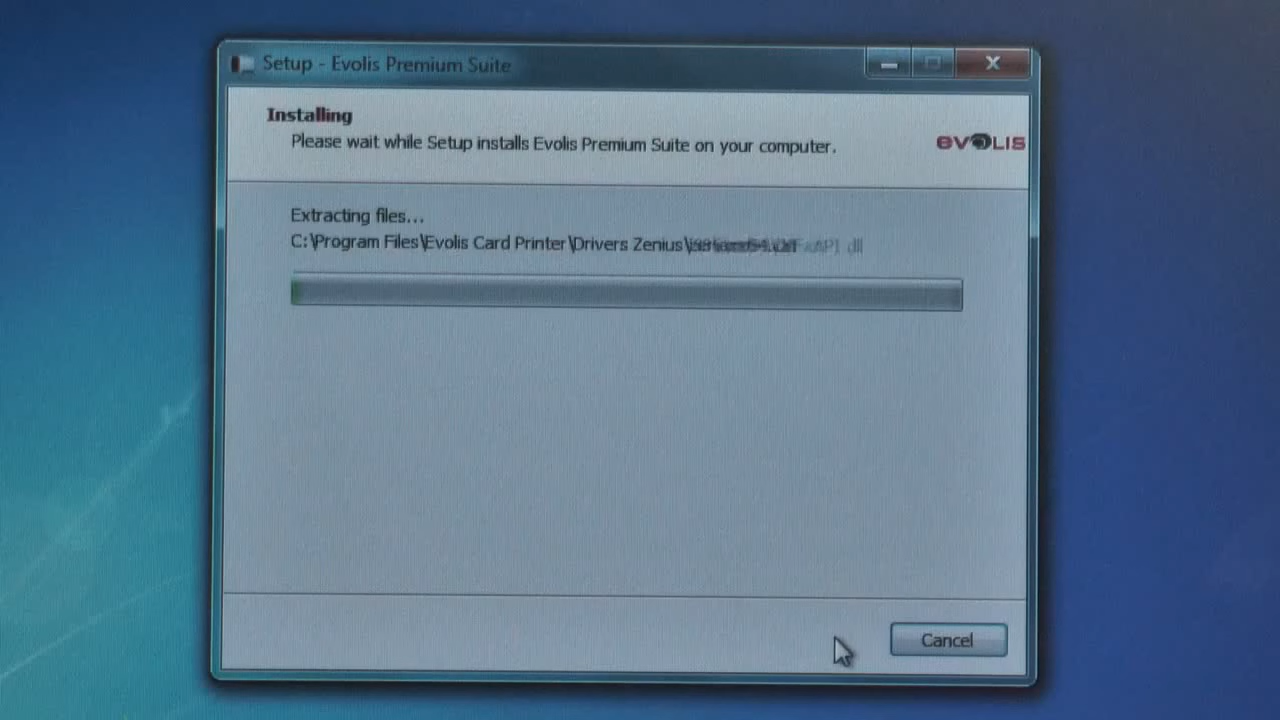 Setup - Evolis Premium Suite
Installing
Please wait while Setup installs Evolis Premium Suite on your computer.
evolis
Extracting files...
C:\Program Files\Evolis Card Printer\Drivers Zenius\
Cancel